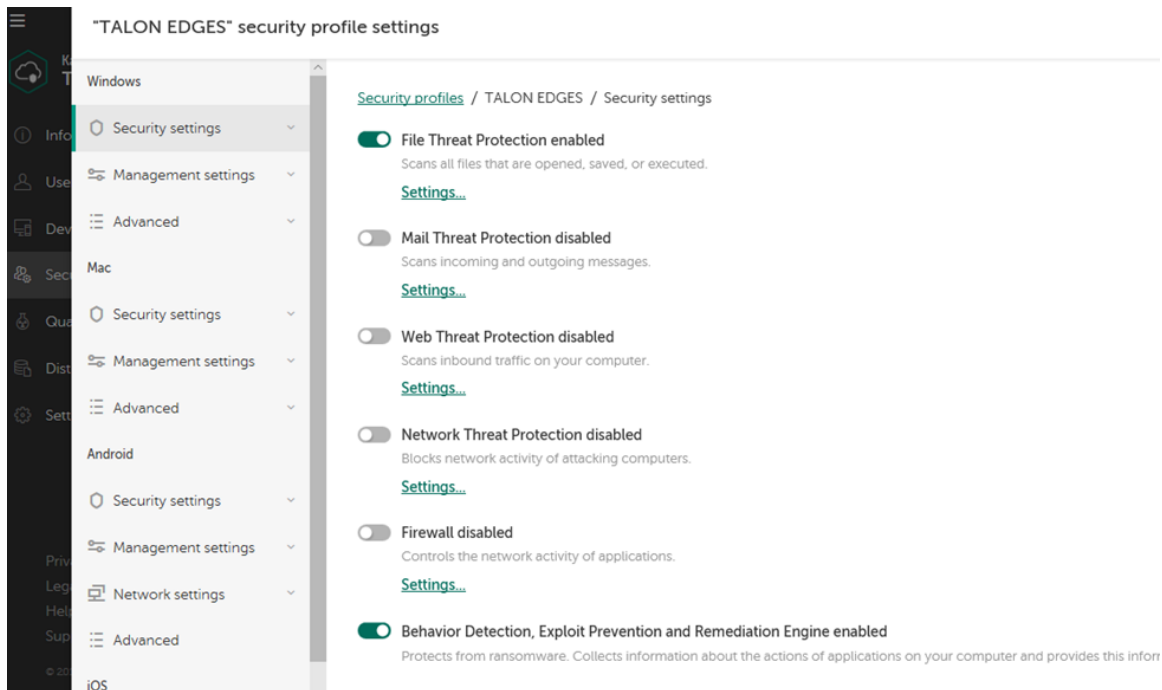 "TALON EDGES" security profile settings
Windows
Security settings
Management settings
Advanced
Mac
Security settings
Management settings
Advanced
Android
Security settings
Management settings
Network settings
Advanced
iOS
Security profiles / TALON EDGES / Security settings
File Threat Protection enabled
Scans all files that are opened, saved, or executed.
Settings...
Mail Threat Protection disabled
Scans incoming and outgoing messages.
Settings...
Web Threat Protection disabled
Scans inbound traffic on your computer.
Settings...
Network Threat Protection disabled
Blocks network activity of attacking computers.
Settings...
Firewall disabled
Controls the network activity of applications.
Settings...
Behavior Detection, Exploit Prevention and Remediation Engine enabled
Protects from ransomware. Collects information about the actions of applications on your computer and provides this